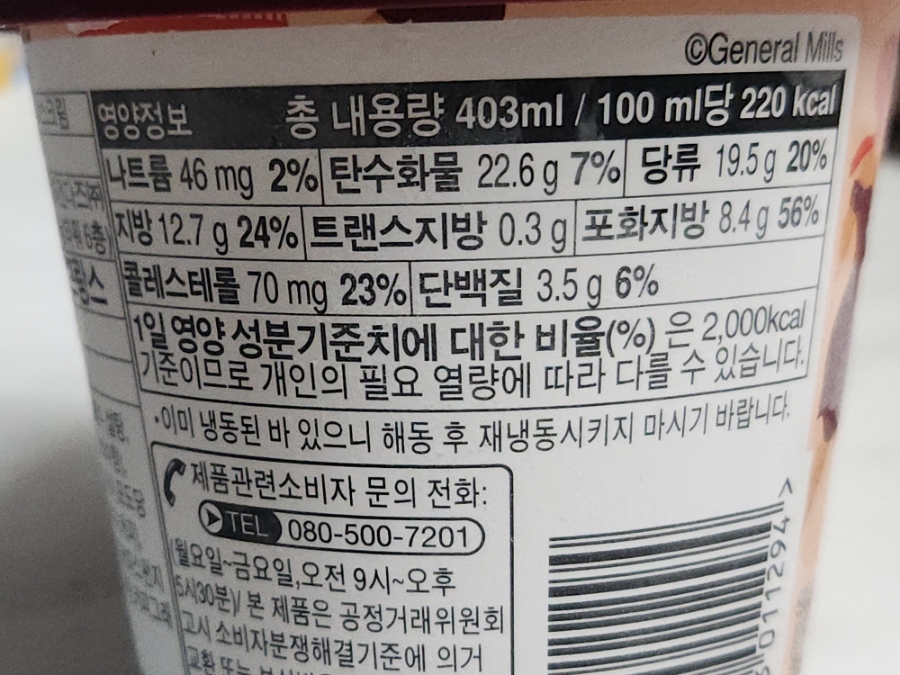 ©General Mills
영양정보 총 내용량 403ml / 100 ml당 220 kcal
나트륨 46 mg 2% 탄수화물 22.6 g 7% 당류 19.5 g 20%
지방 12.7 g 24% 트랜스지방 0.3 g 포화지방 8.4 g 56%
콜레스테롤 70 mg 23% 단백질 3.5 g 6%
1일 영양성분기준치에 대한 비율(%) 은 2,000kcal
기준이므로 개인의 필요 열량에 따라 다를 수 있습니다.
•이미 냉동된 바 있으니 해동 후 재냉동시키지 마시기 바랍니다.
제품관련소비자 문의 전화:
TEL 080-500-7201
(월요일~금요일,오전 9시~오후
5시30분)/ 본 제품은 공정거래위원회
고시 소비자분쟁해결기준에 의거
교환 또는
011294 >